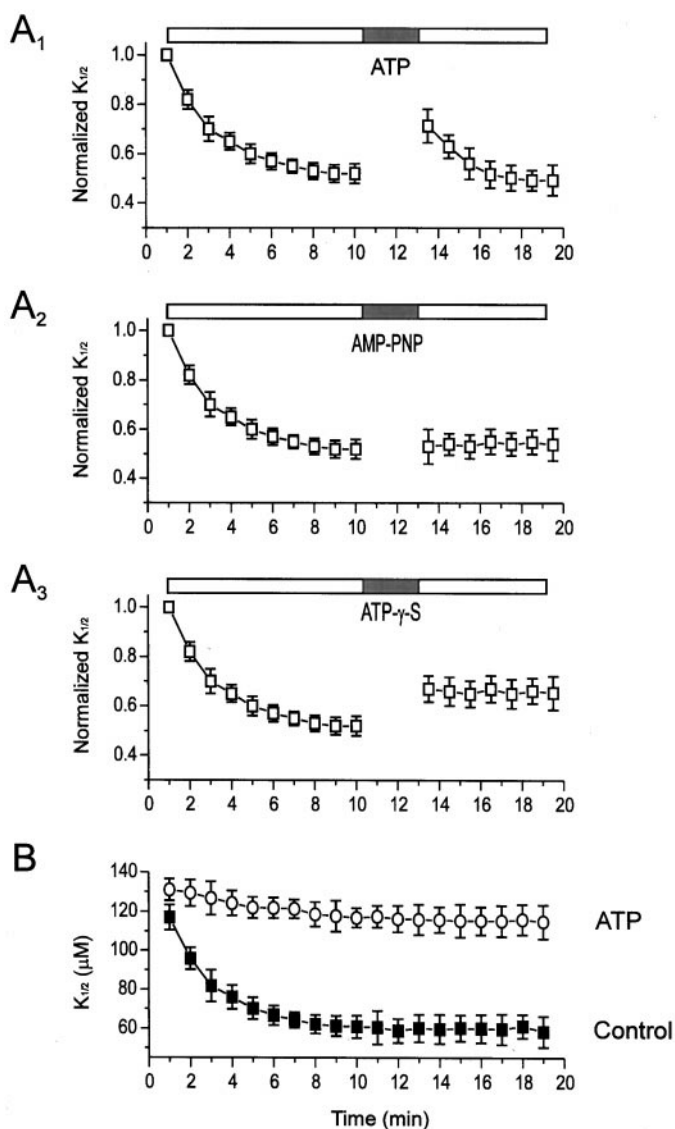 A₁
ATP
Normalized K₁/₂
1.0
0.8
0.6
0.4
0 2 4 6 8 10 12 14 16 18 20
A₂
AMP-PNP
Normalized K₁/₂
1.0
0.8
0.6
0.4
0 2 4 6 8 10 12 14 16 18 20
A₃
ATP-γ-S
Normalized K₁/₂
1.0
0.8
0.6
0.4
0 2 4 6 8 10 12 14 16 18 20
B
K₁/₂ (μM)
140
120
100
80
60
ATP
Control
0 2 4 6 8 10 12 14 16 18 20
Time (min)